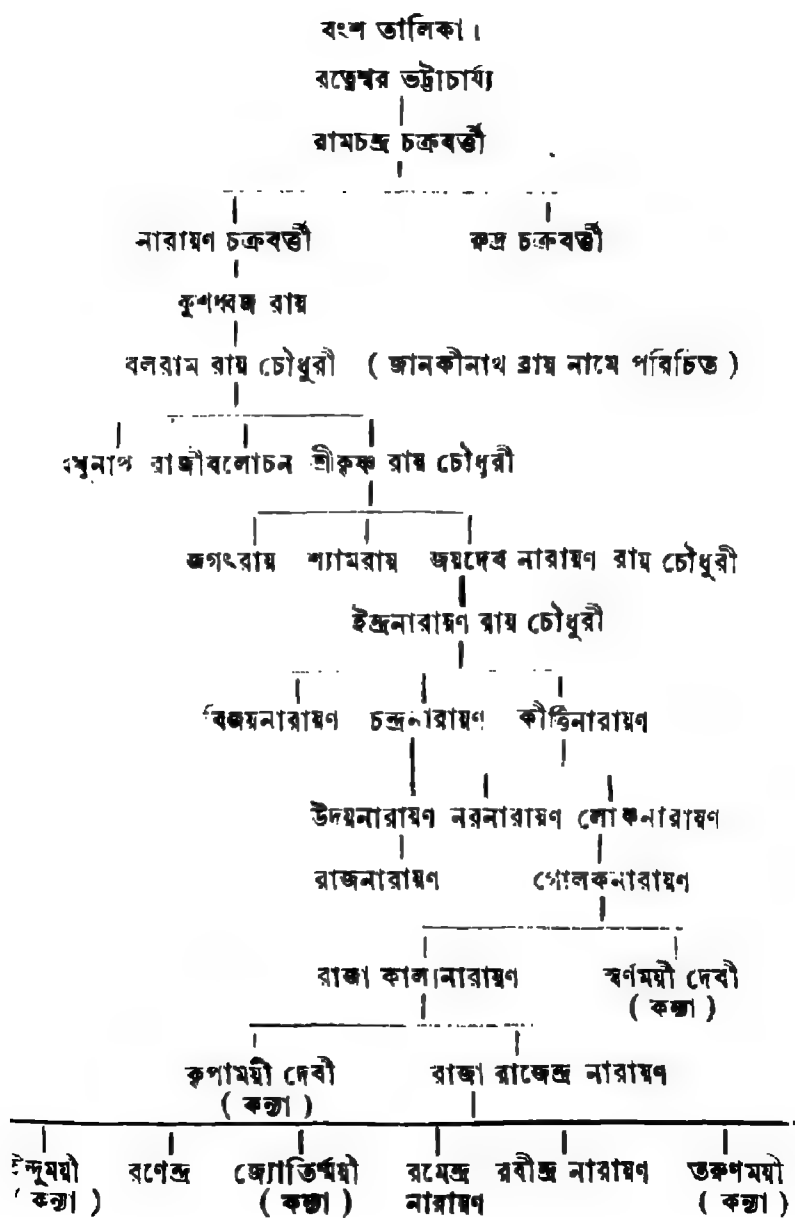 বংশ তালিকা।
রত্নেশ্বর ভট্টাচার্য্য
রামচন্দ্র চক্রবর্ত্তী
নারায়ণ চক্রবর্ত্তী রুদ্র চক্রবর্ত্তী
কুশধ্বজ রায়
বলরাম রায় চৌধুরী ( জানকীনাথ রায় নামে পরিচিত )
রাজীবলোচন শ্রীকৃষ্ণ রায় চৌধুরী
জগৎরায় শ্যামরায় জয়দেব নারায়ণ রায় চৌধুরী
ইন্দ্রনারায়ণ রায় চৌধুরী
বিজয়নারায়ণ চন্দ্রনারায়ণ কীর্ত্তিনারায়ণ
উদয়নারায়ণ নরনারায়ণ লোকনারায়ণ
রাজনারায়ণ গোলকনারায়ণ
রাজা কালীনারায়ণ স্বর্ণময়ী দেবী
( কন্যা )
কৃপাময়ী দেবী রাজা রাজেন্দ্র নারায়ণ
( কন্যা )
ইন্দুময়ী রণেন্দ্র জ্যোতির্ম্ময়ী রমেন্দ্র রবীন্দ্র নারায়ণ তরুণময়ী
( কন্যা ) ( কন্যা ) নারায়ণ ( কন্যা )